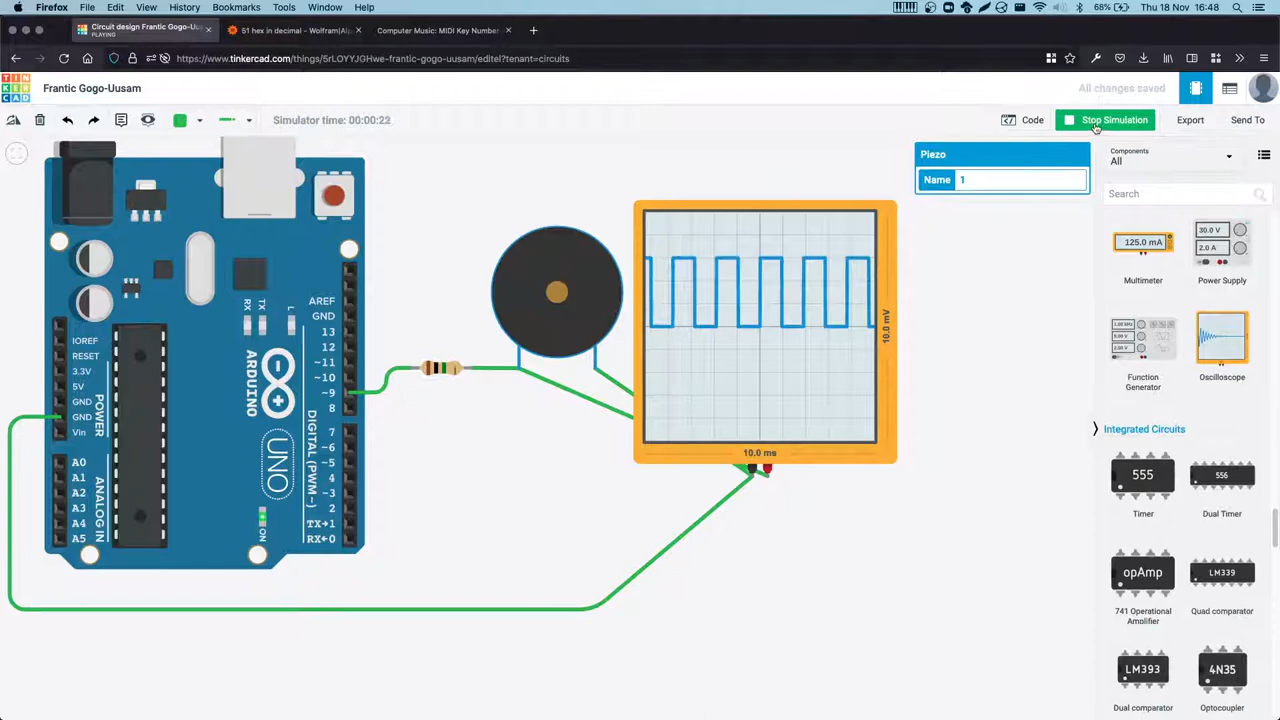 Firefox File Edit View History Bookmarks Tools Window Help 68% Thu 18 Nov 16:48
Circuit design Frantic Gogo-Uu
PLAYING
51 hex in decimal - Wolfram|Al
Computer Music: MIDI Key Number
https://www.tinkercad.com/things/5rLOYYJGHwe-frantic-gogo-uusam/editel?tenant=circuits
TIN
KER
CAD
Frantic Gogo-Uusam
All changes saved
Simulator time: 00:00:22
Code
Stop Simulation
Export
Send To
Piezo
Name 1
Components
All
Search
125.0 mA
Multimeter
30.0 V
2.0 A
Power Supply
Function
Generator
Oscilloscope
Integrated Circuits
555
Timer
556
Dual Timer
opAmp
741 Operational
Amplifier
LM339
Quad comparator
LM393
Dual comparator
4N35
Optocoupler
10.0 mV
10.0 ms
AREF
GND
13
12
~11
~10
~9
8
7
~6
~5
4
~3
2
TX→1
RX←0
DIGITAL (PWM~)
RX
TX
L
ARDUINO
UNO
ON
IOREF
RESET
3.3V
5V
GND
GND
Vin
POWER
A0
A1
A2
A3
A4
A5
ANALOG IN